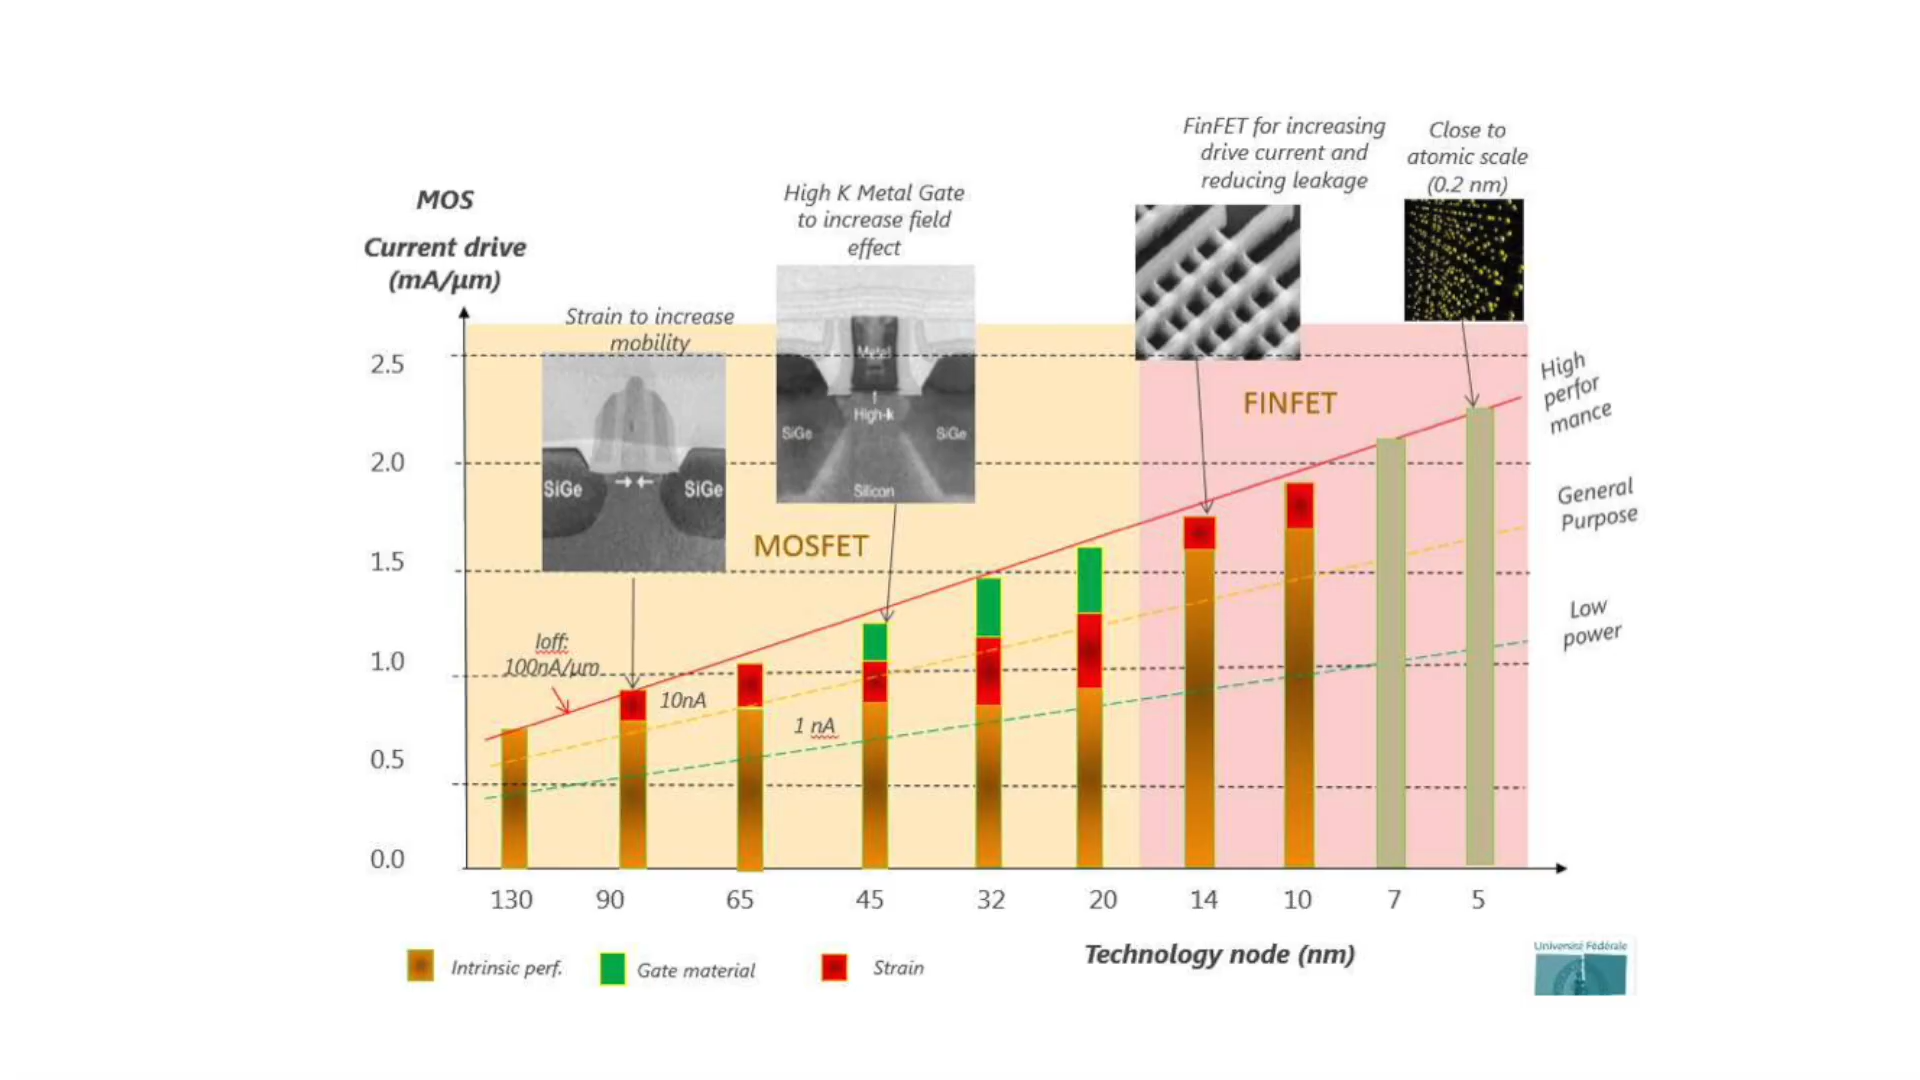 FinFET for increasing
drive current and
reducing leakage
Close to
atomic scale
(0.2 nm)
High K Metal Gate
to increase field
effect
MOS
Current drive
(mA/µm)
Strain to increase
mobility
Metal
High-k
SiGe
SiGe
Silicon
SiGe
SiGe
MOSFET
FINFET
High
perfor
mance
General
Purpose
Low
power
Ioff:
100nA/µm
10nA
1 nA
2.5
2.0
1.5
1.0
0.5
0.0
130 90 65 45 32 20 14 10 7 5
Technology node (nm)
Intrinsic perf.
Gate material
Strain
Université Fédérale